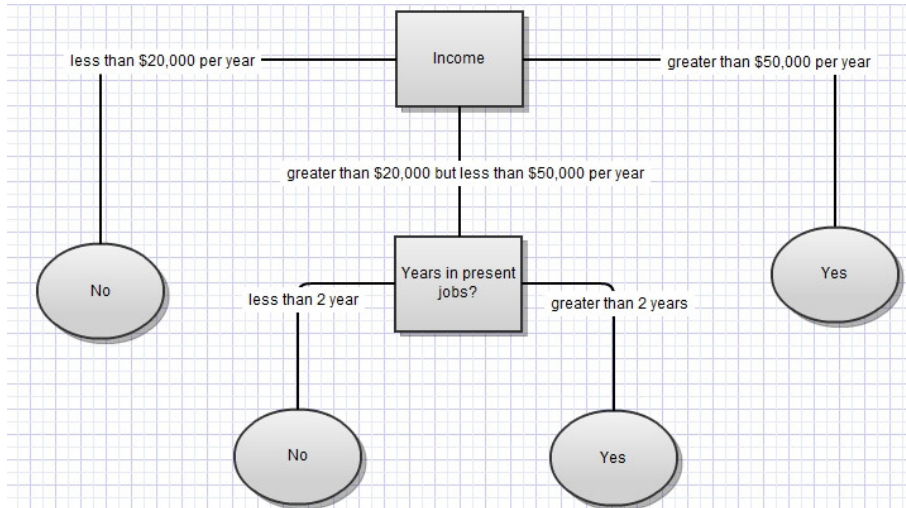 Income
less than $20,000 per year
greater than $50,000 per year
greater than $20,000 but less than $50,000 per year
No
Years in present
jobs?
Yes
less than 2 year
greater than 2 years
No
Yes